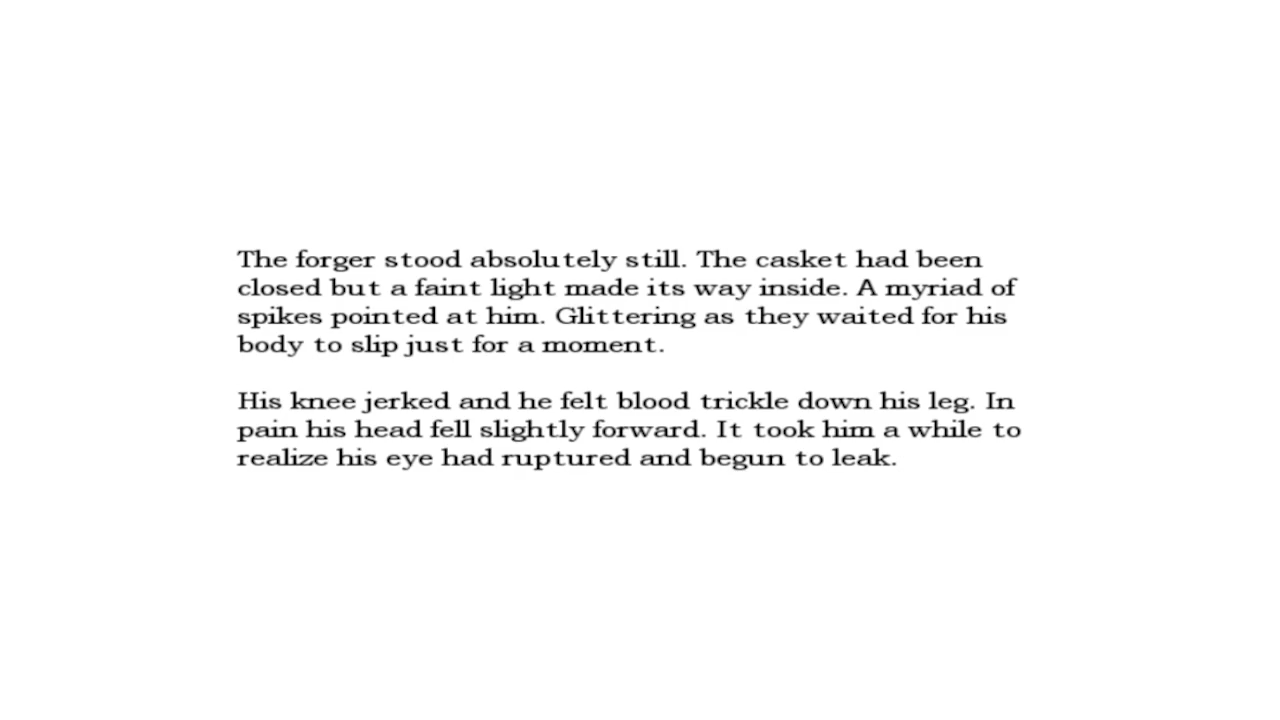 The forger stood absolutely still. The casket had been
closed but a faint light made its way inside. A myriad of
spikes pointed at him. Glittering as they waited for his
body to slip just for a moment.
His knee jerked and he felt blood trickle down his leg. In
pain his head fell slightly forward. It took him a while to
realize his eye had ruptured and begun to leak.